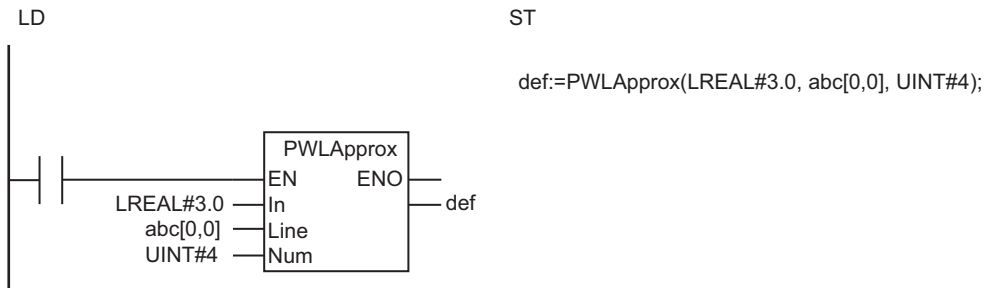 LD
ST
def:=PWLApprox(LREAL#3.0, abc[0,0], UINT#4);
PWLApprox
EN ENO
LREAL#3.0 In def
abc[0,0] Line
UINT#4 Num